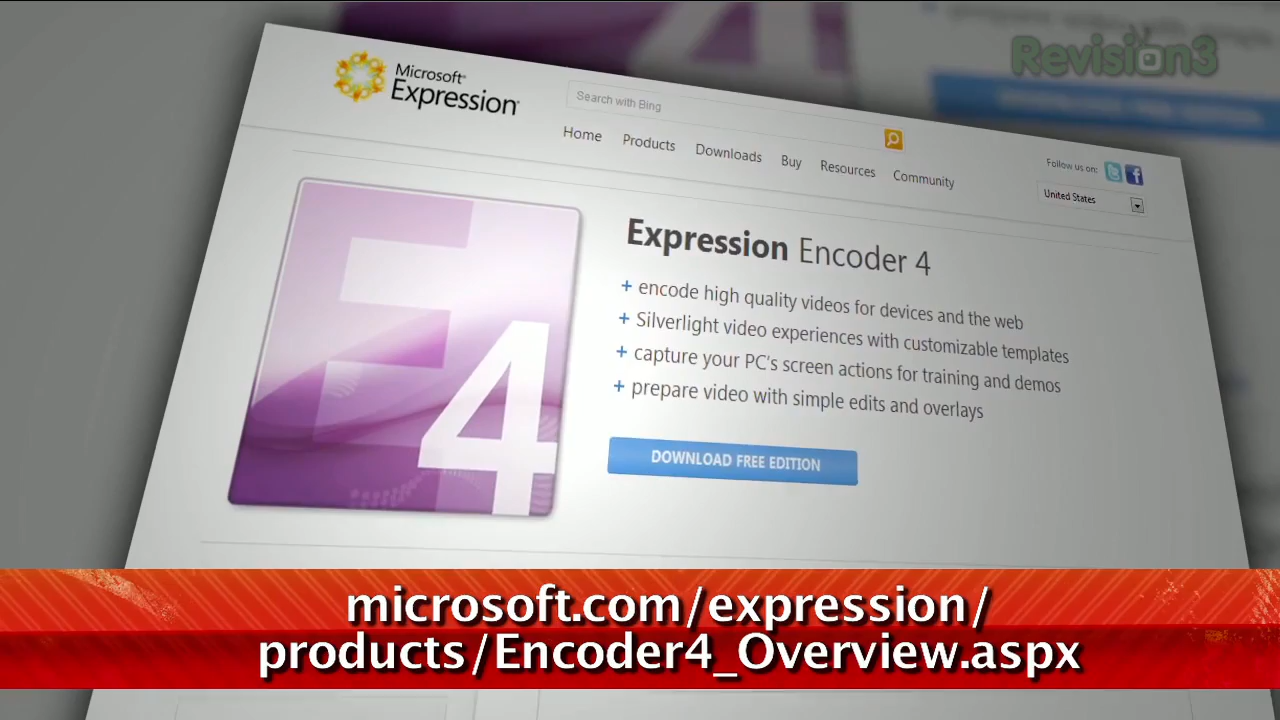 Revision3
Microsoft®
Expression®
Search with Bing
Home Products Downloads Buy Resources Community
Follow us on:
United States
E4
Expression Encoder 4
+ encode high quality videos for devices and the web
+ Silverlight video experiences with customizable templates
+ capture your PC's screen actions for training and demos
+ prepare video with simple edits and overlays
DOWNLOAD FREE EDITION
microsoft.com/expression/
products/Encoder4_Overview.aspx